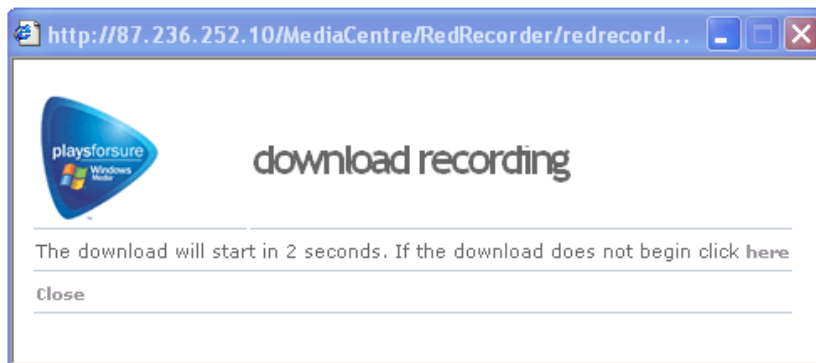 http://87.236.252.10/MediaCentre/RedRecorder/redrecord...
playsforsure
Windows
Media
download recording
The download will start in 2 seconds. If the download does not begin click here
Close